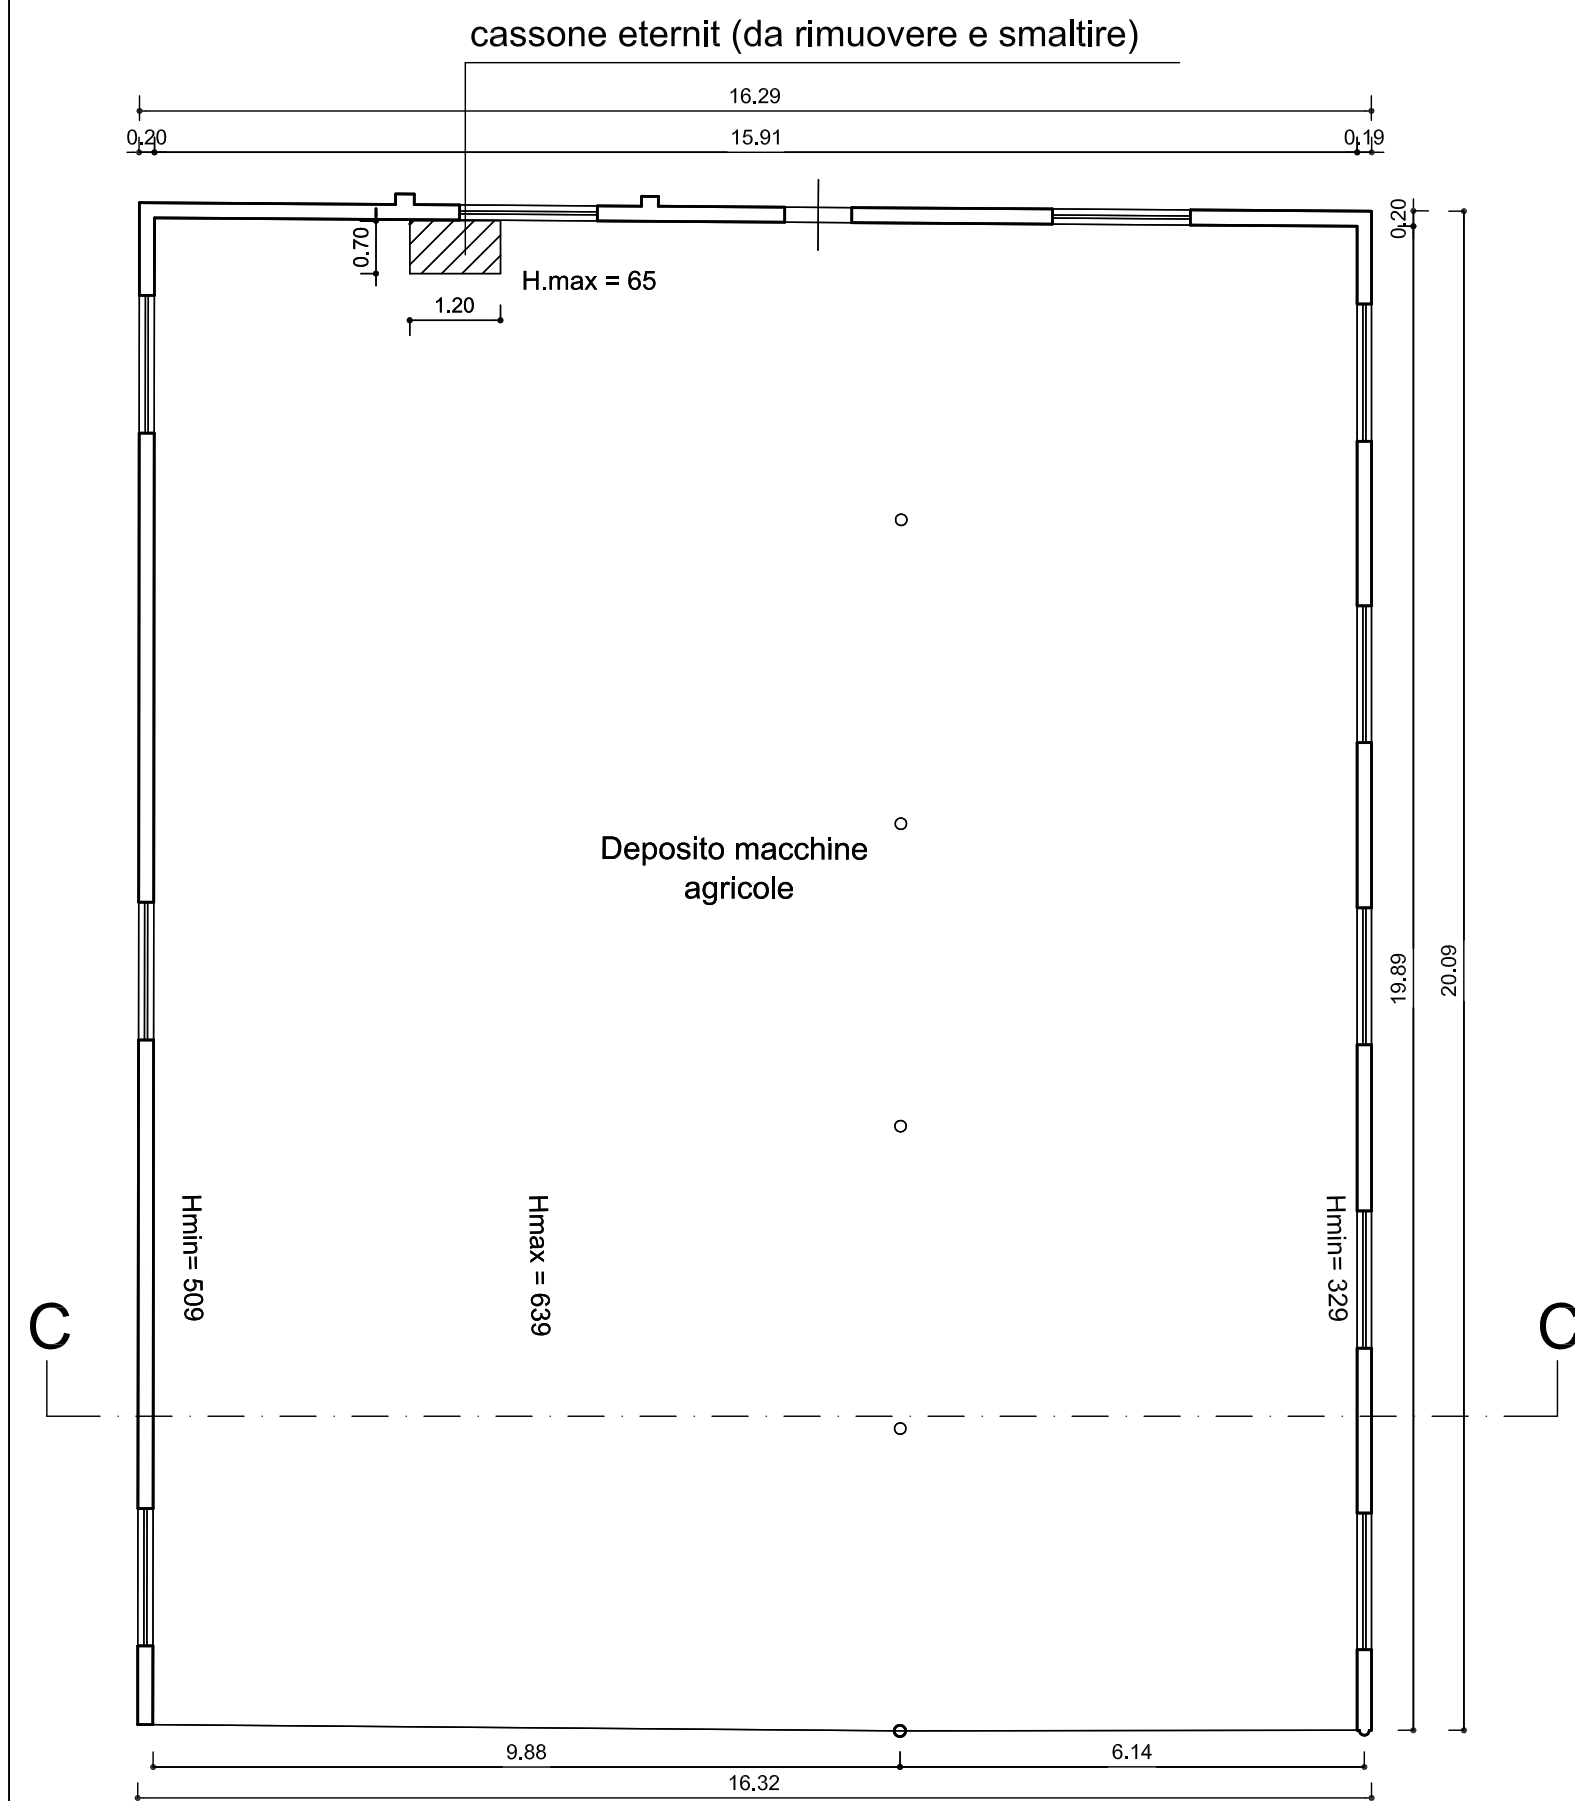 cassone eternit (da rimuovere e smaltire)
16.29
0.20
15.91
0.19
0.20
0.70
H.max = 65
1.20
Deposito macchine
agricole
19.89
20.09
Hmin= 509
Hmax = 639
Hmin= 329
C
C
9.88
6.14
16.32